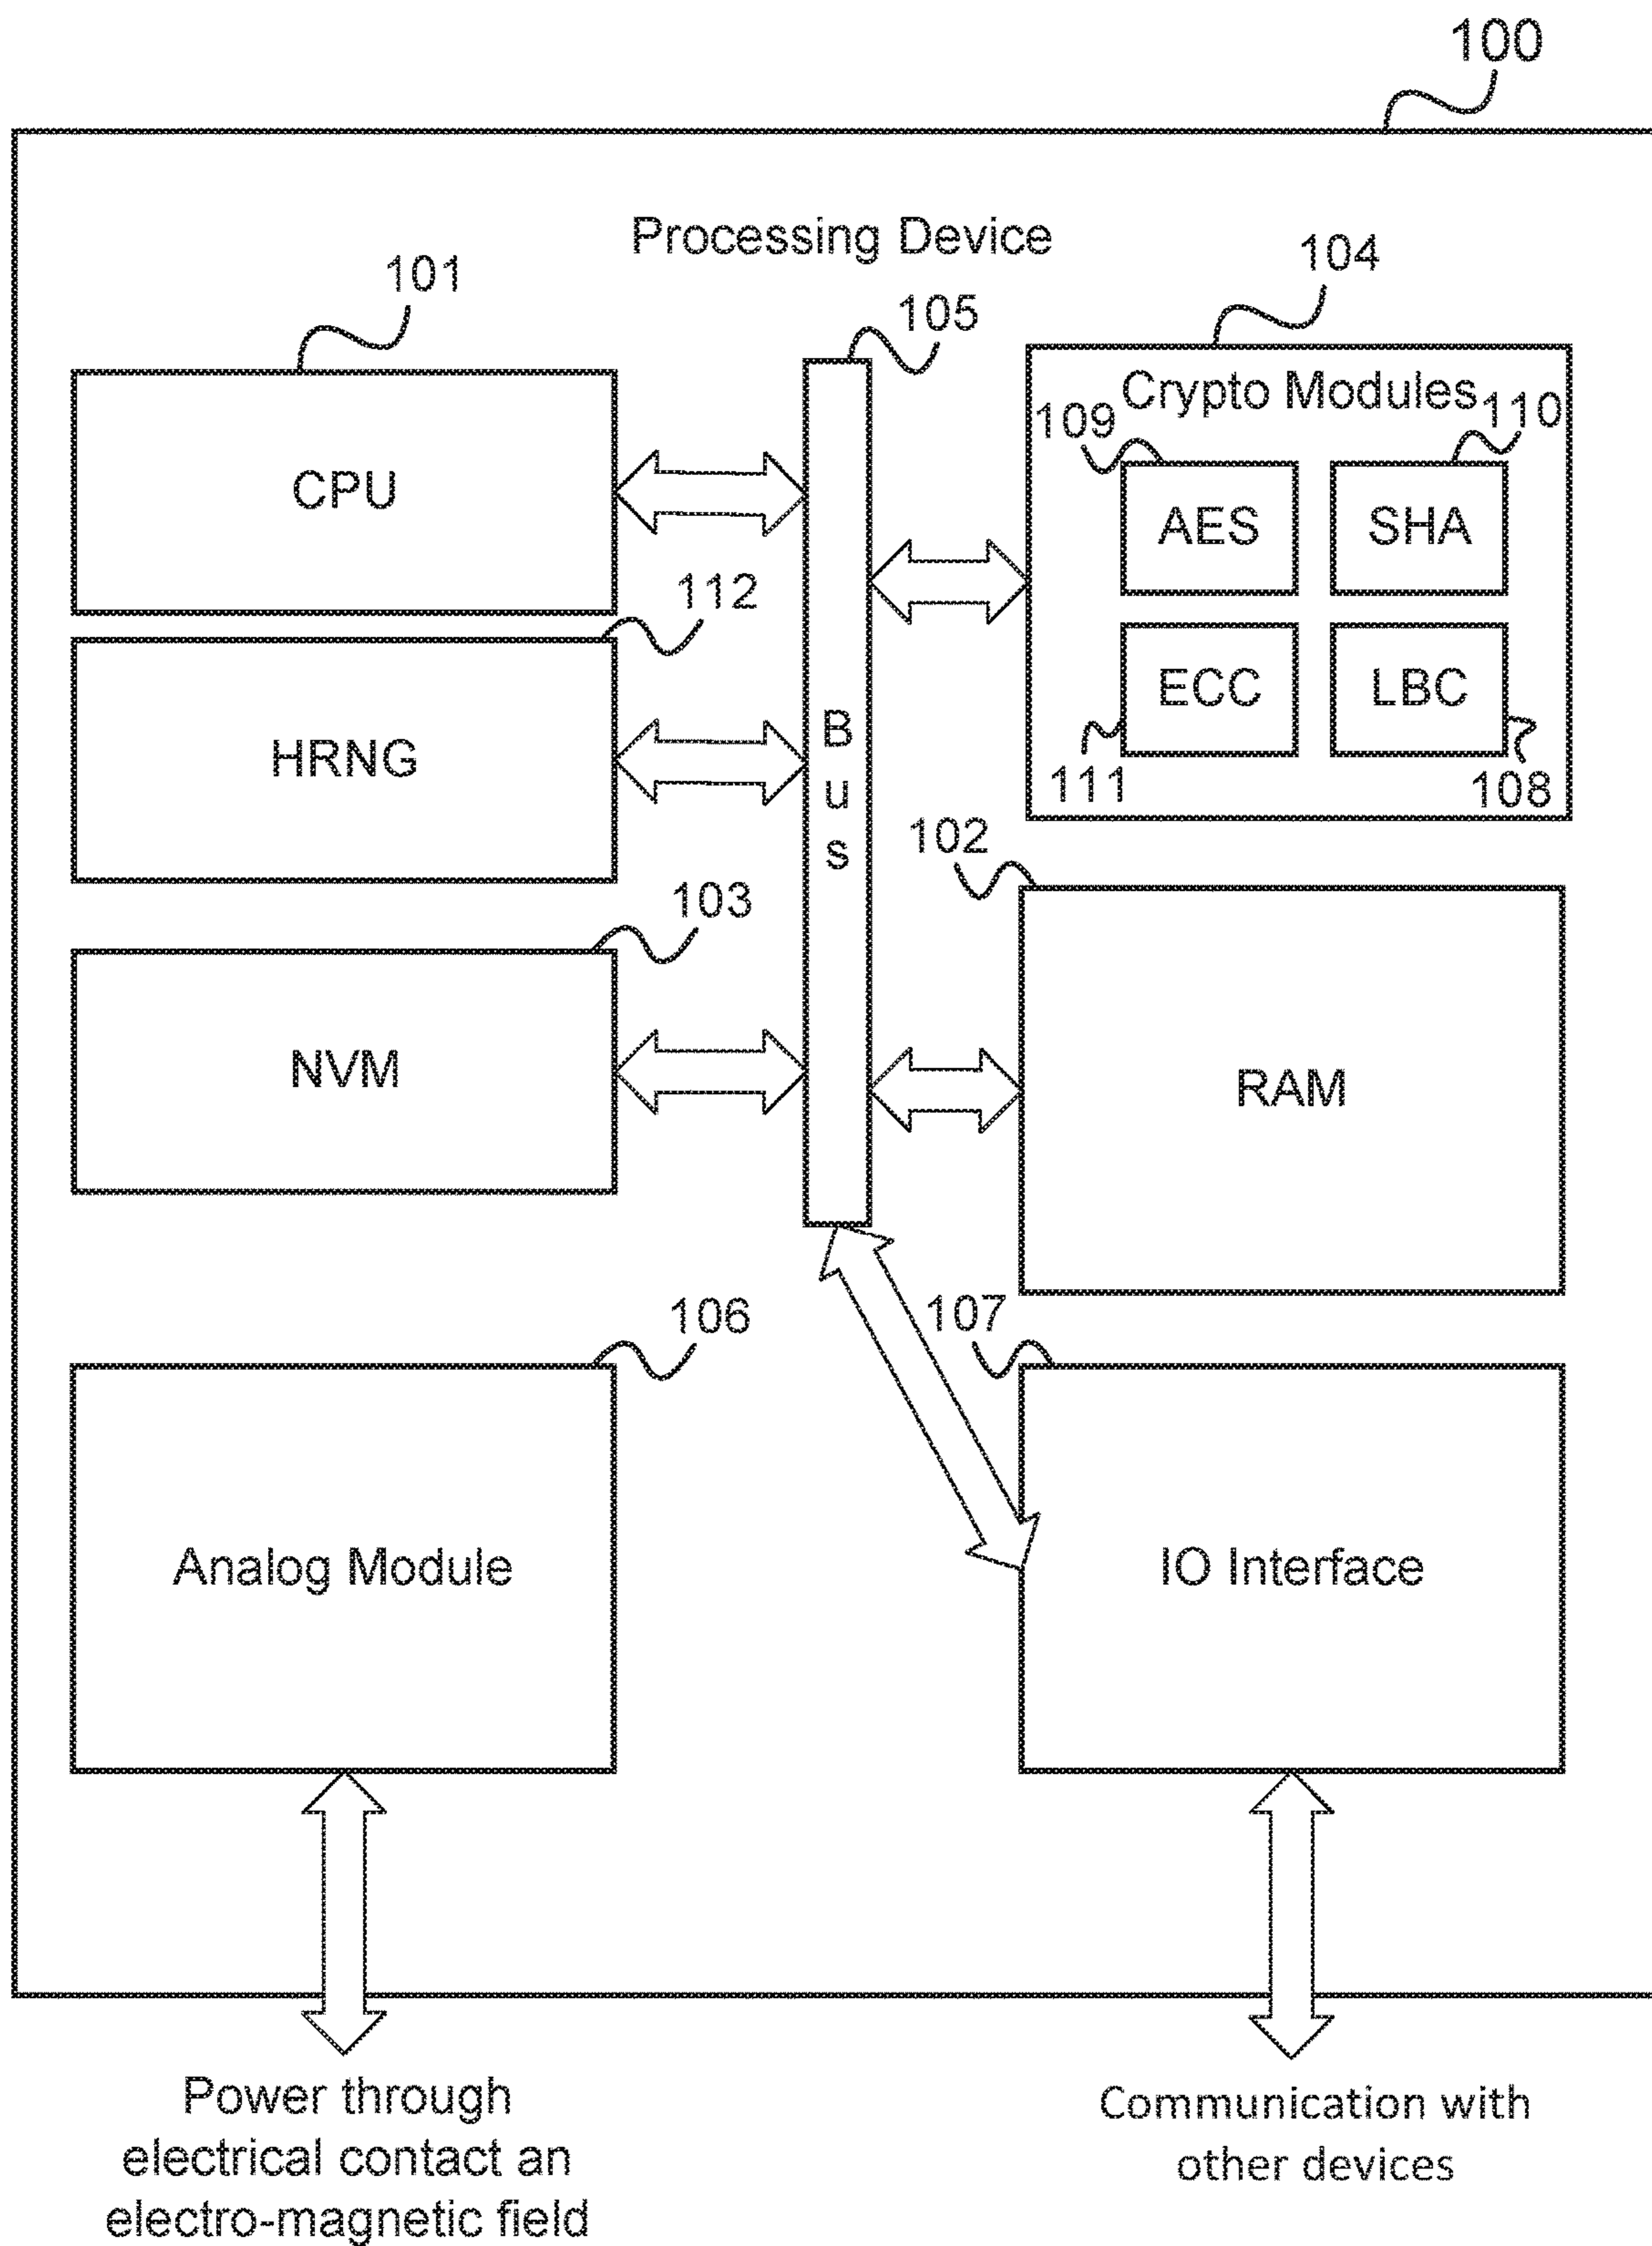 100
Processing Device
101
105
104
Crypto Modules
109
110
CPU
AES
SHA
112
ECC
LBC
111
108
HRNG
Bus
102
103
NVM
RAM
106
107
Analog Module
IO Interface
Power through
electrical contact an
electro-magnetic field
Communication with
other devices